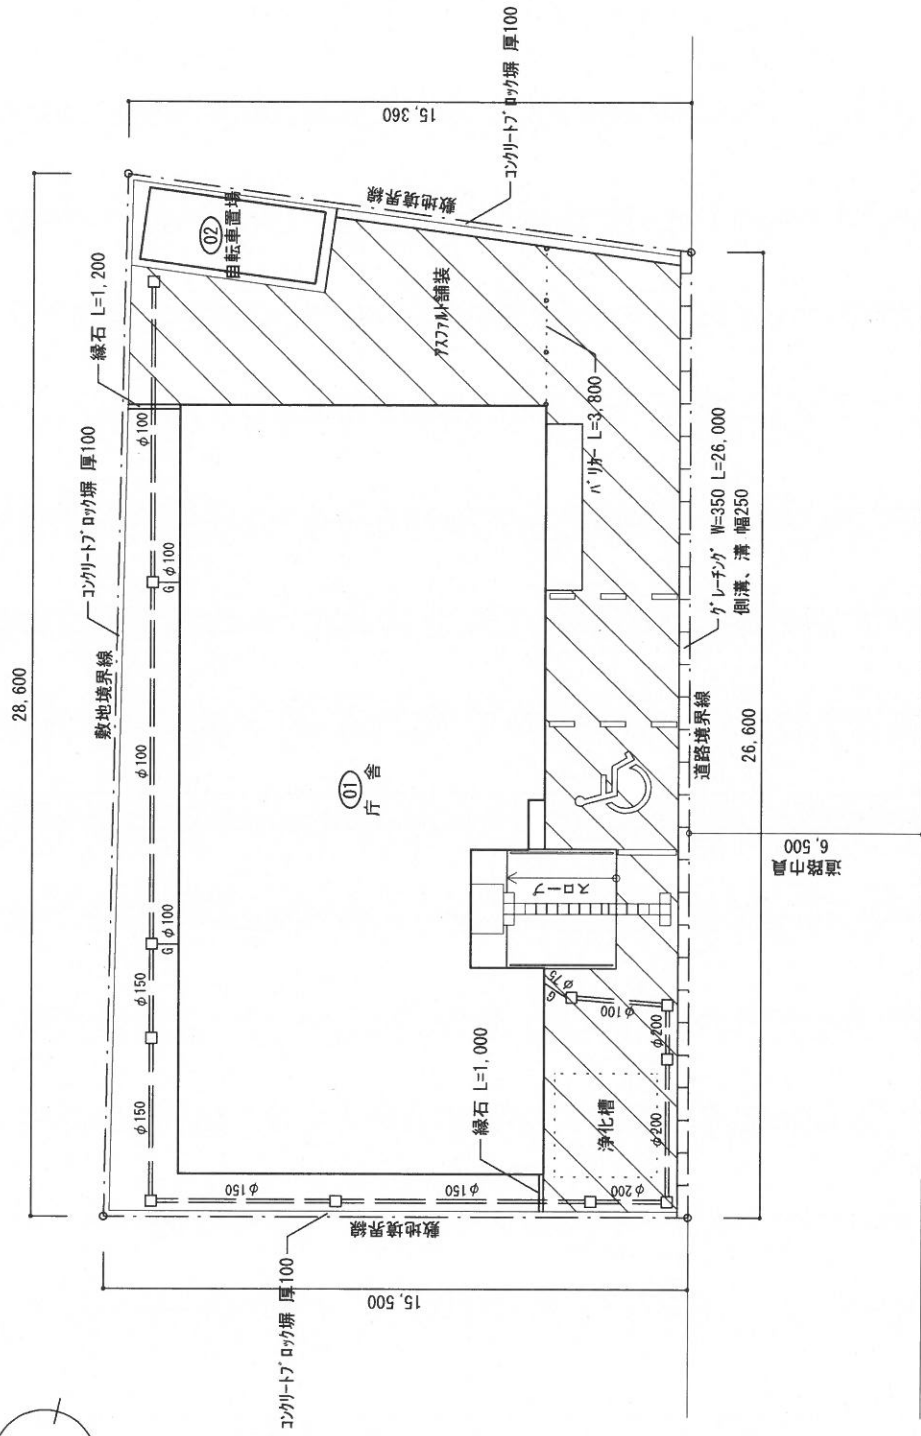 コンクリートブロック塀 厚100
15,360
敷地境界線
02
自転車置場
縁石 L=1,200
アスファルト舗装
バリカー L=3,800
コンクリートブロック塀 厚100
φ100
グレーチング W=350 L=26,000
側溝、溝 幅250
G φ100
28,600
敷地境界線
φ100
01
庁舎
道路境界線
26,600
6,500
道路巾員
スロープ
G φ100
φ150
G φ75
φ100
φ200
縁石 L=1,000
φ150
浄化槽
φ200
φ150
φ150
φ200
敷地境界線
コンクリートブロック塀 厚100
15,500